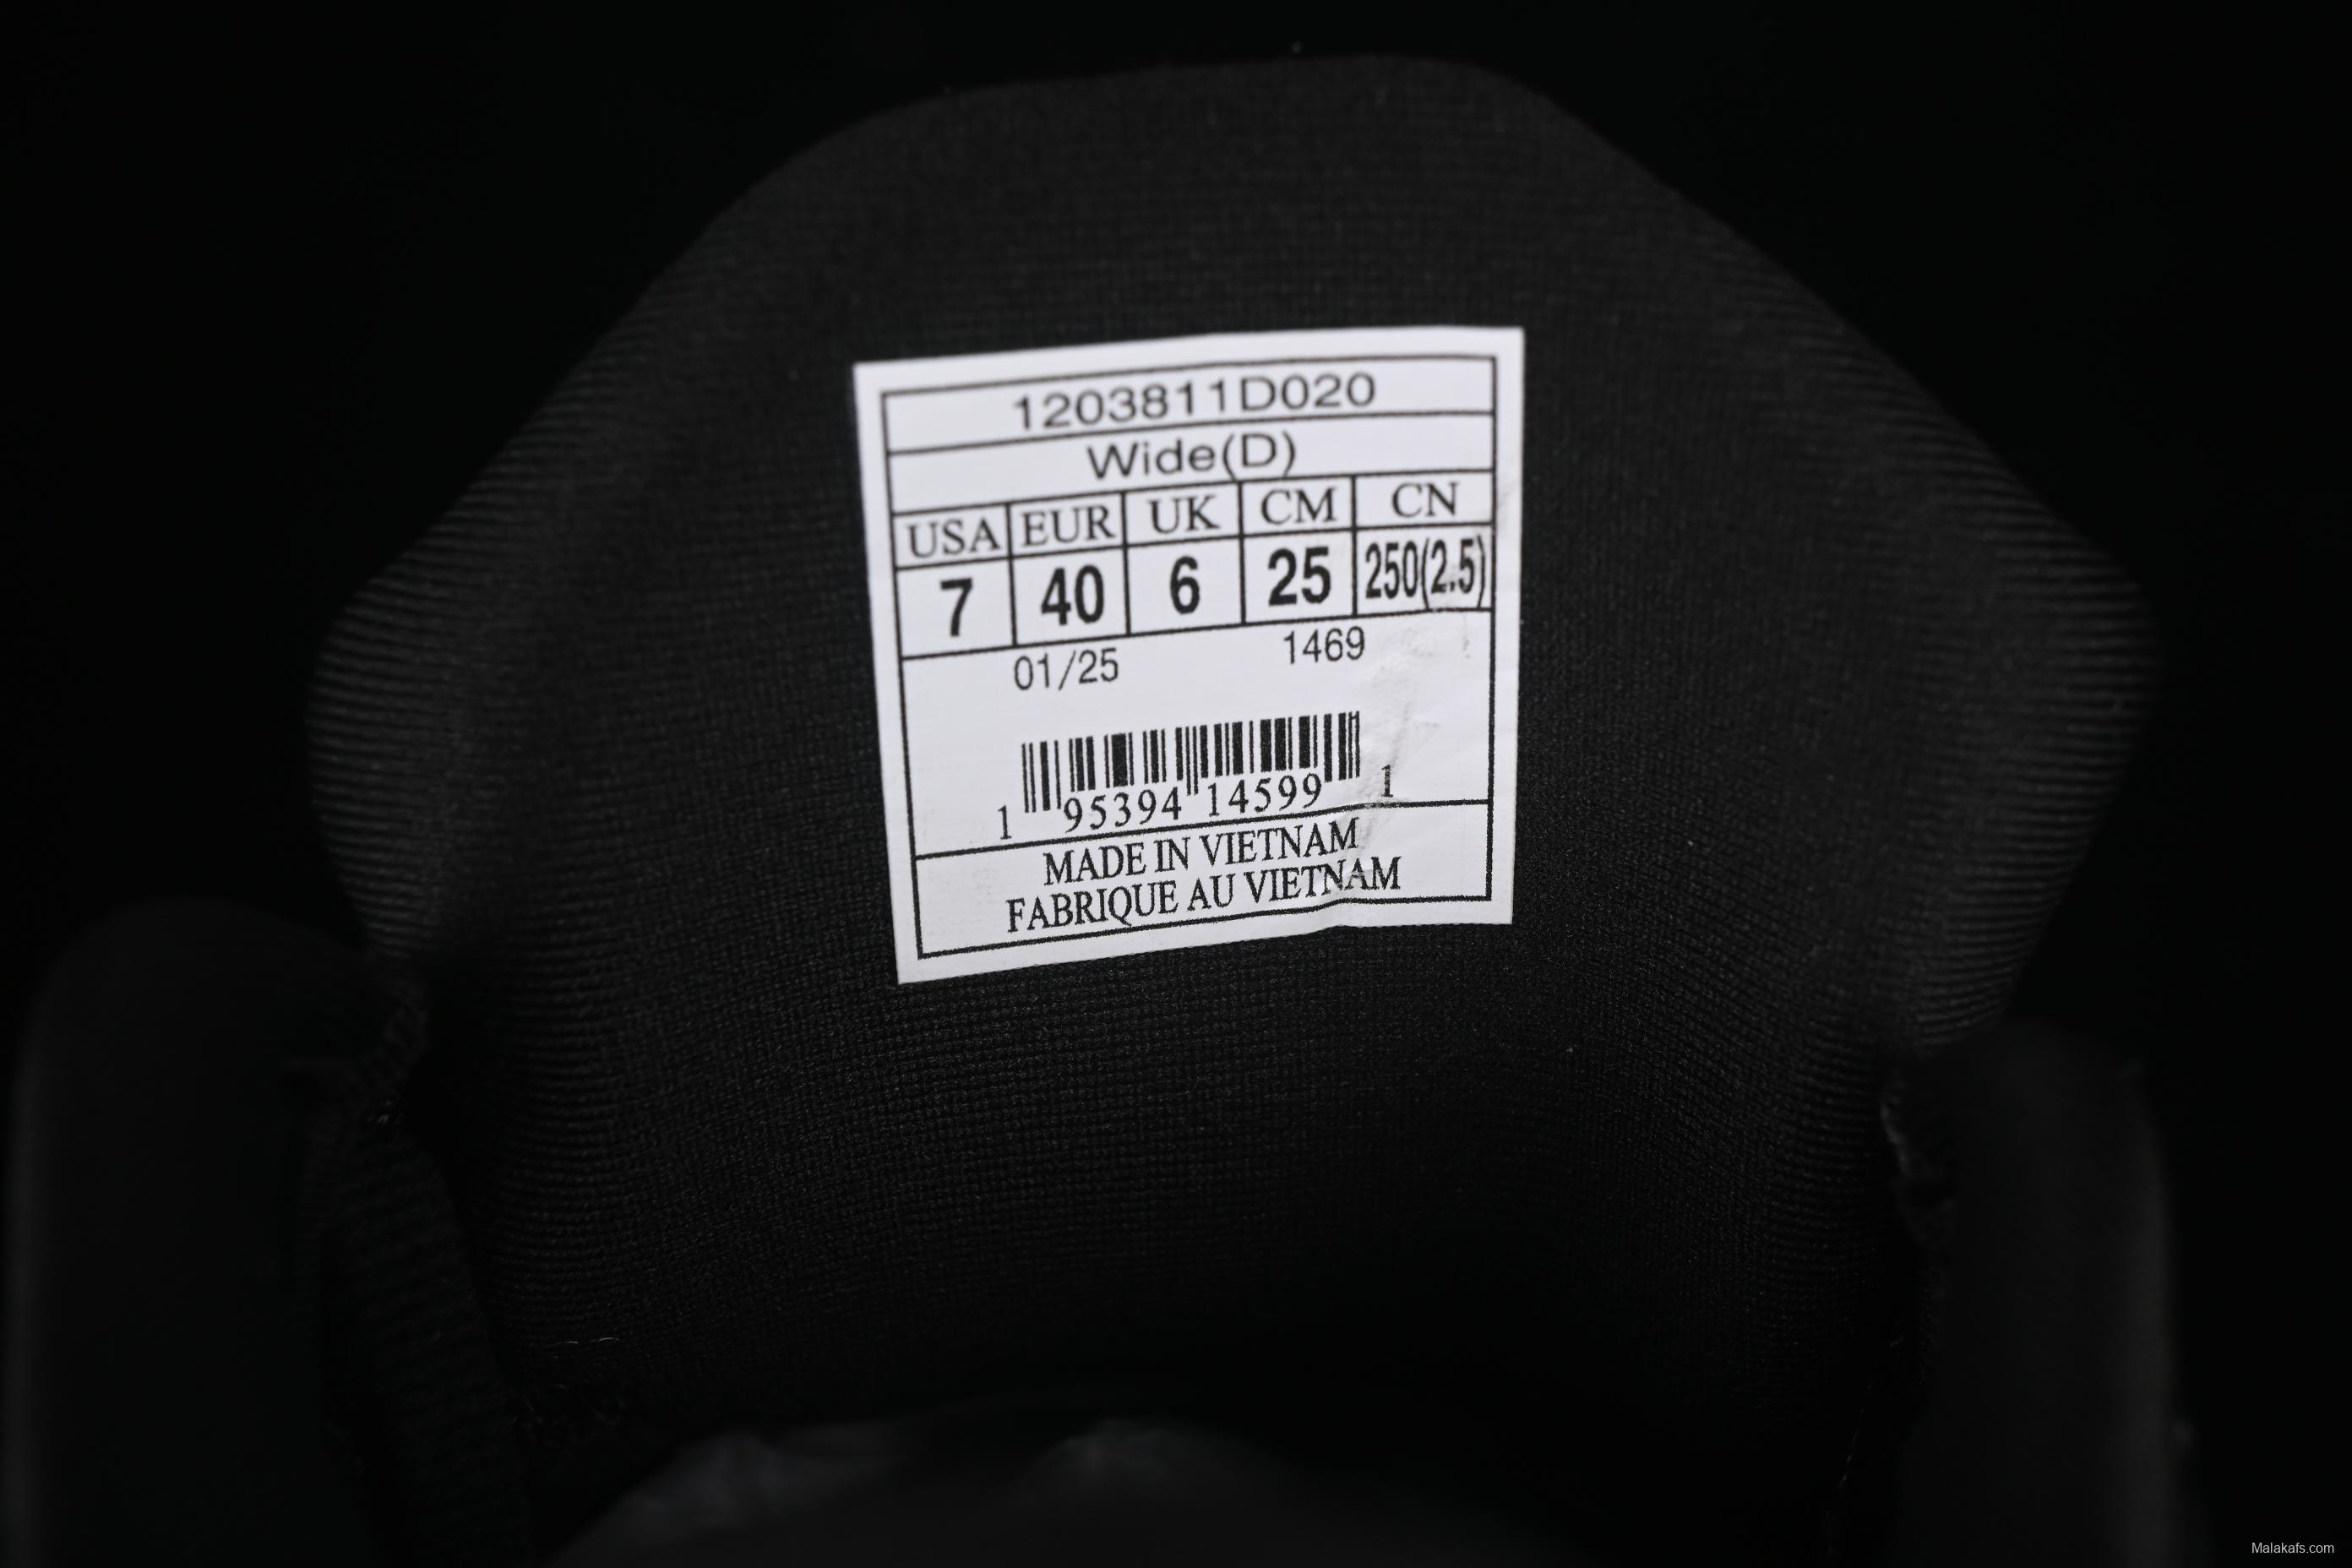 1203811D020
Wide(D)
USA EUR UK CM CN
7 40 6 25 250(2.5)
01/25 1469
1 95394 14599 1
MADE IN VIETNAM
FABRIQUE AU VIETNAM
Malakafs.com